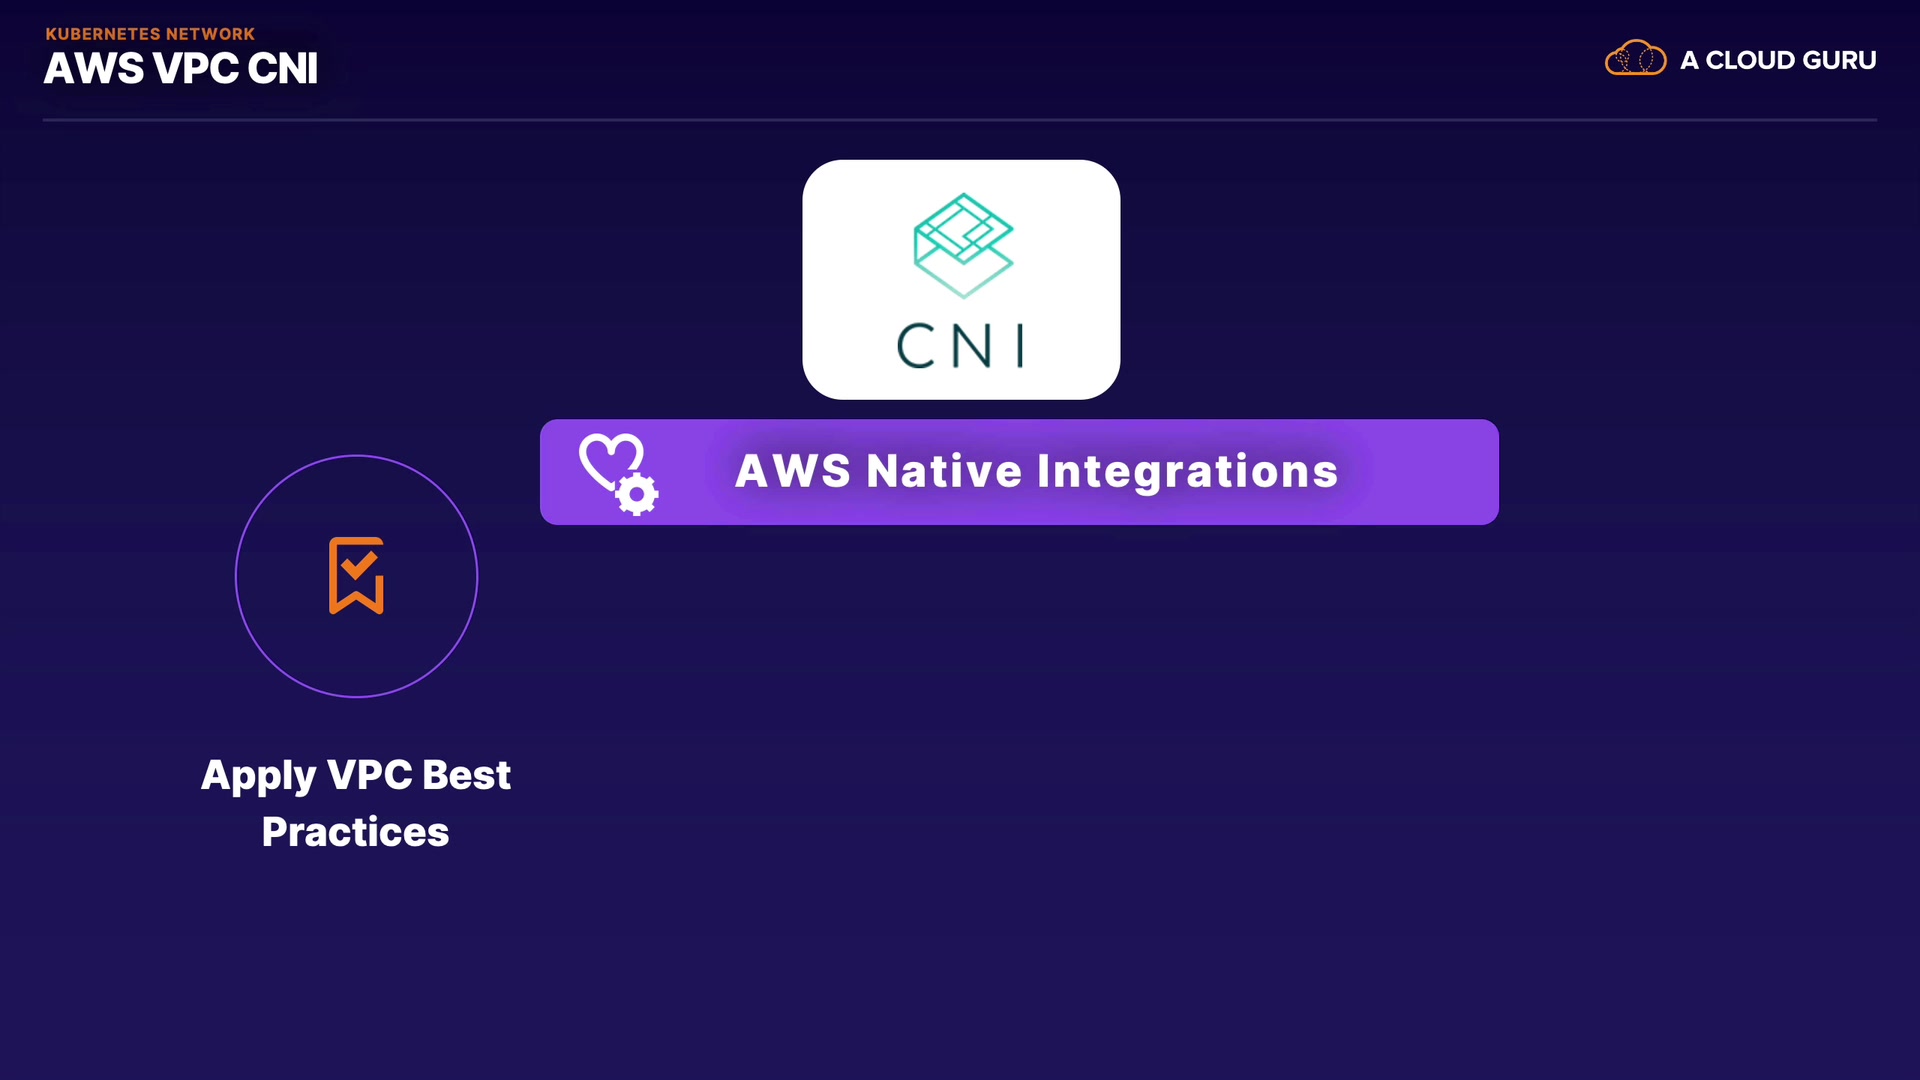 KUBERNETES NETWORK
AWS VPC CNI
A CLOUD GURU
CNI
AWS Native Integrations
Apply VPC Best
Practices